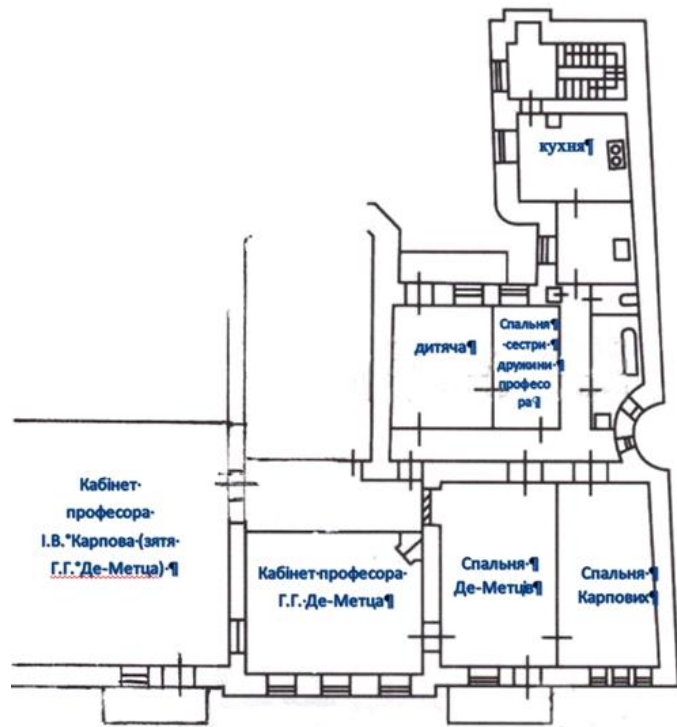 кухня¶
дитяча¶
Спальня·¶
·сестри·¶
дружини·¶
професо
ра·¶
Кабінет·
професора·
І.В.°Карпова·(зятя·
Г.Г.°Де-Метца)·¶
Кабінет·професора·
Г.Г.·Де-Метца¶
Спальня·¶
Де-Метців¶
Спальня·¶
Карпових¶